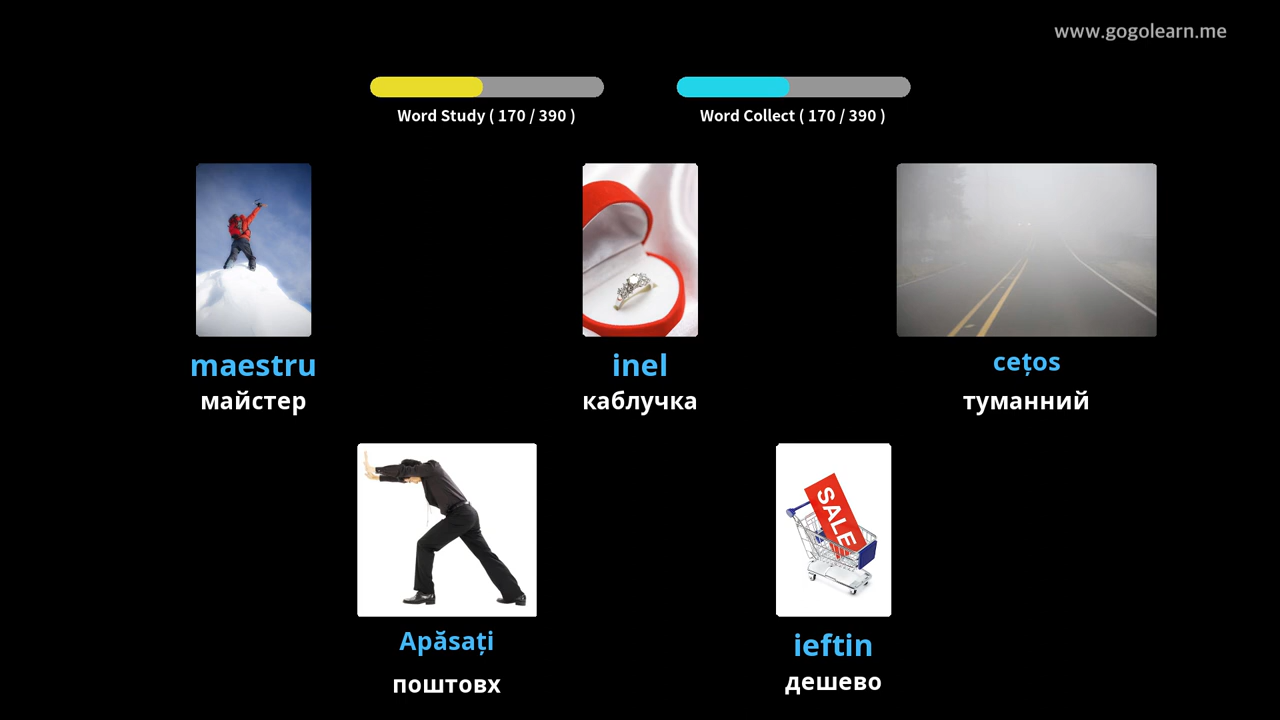 www.gogolearn.me
Word Study ( 170 / 390 )
Word Collect ( 170 / 390 )
maestru
майстер
inel
каблучка
cețos
туманний
SALE
Apăsați
поштовх
ieftin
дешево